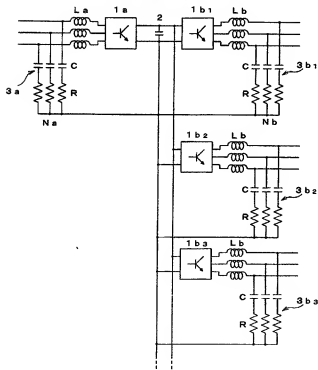 La 1a 2 1b1 Lb
3a C C 3b1
R R
Na Nb
1b2 Lb
C 3b2
R
1b3 Lb
C 3b3
R